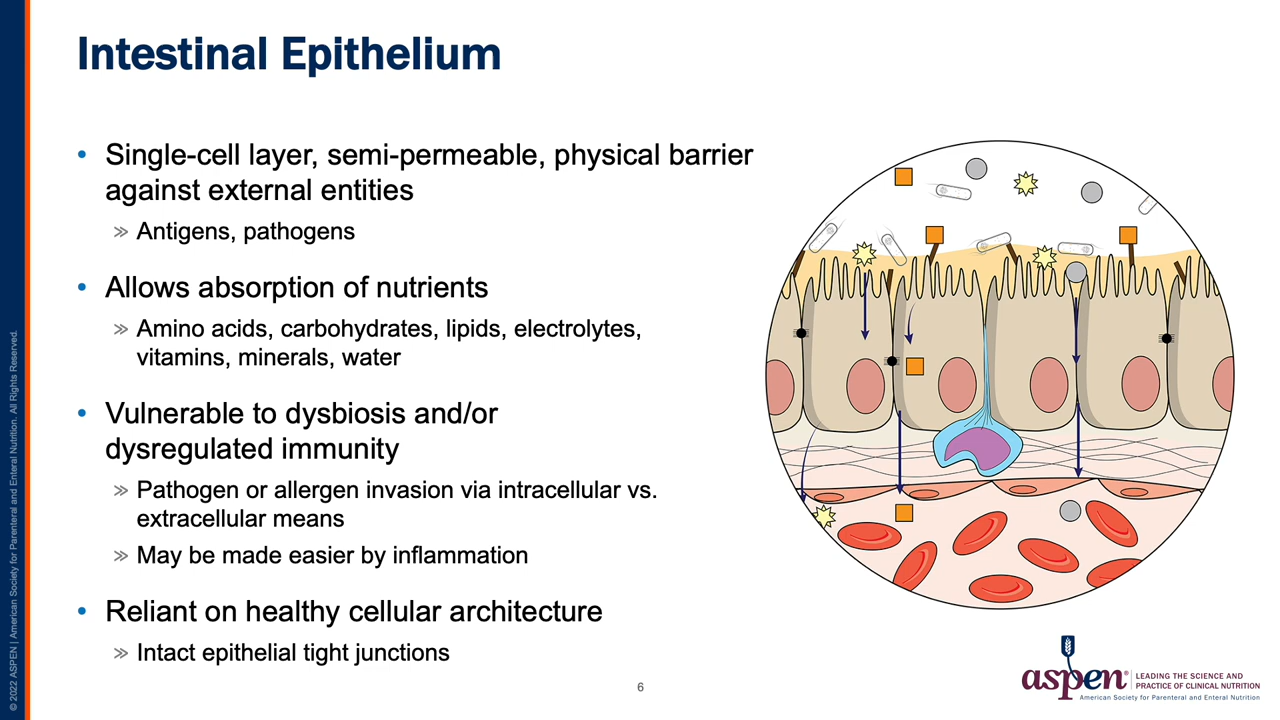 Intestinal Epithelium
• Single-cell layer, semi-permeable, physical barrier
against external entities
» Antigens, pathogens
• Allows absorption of nutrients
» Amino acids, carbohydrates, lipids, electrolytes,
vitamins, minerals, water
• Vulnerable to dysbiosis and/or
dysregulated immunity
» Pathogen or allergen invasion via intracellular vs.
extracellular means
» May be made easier by inflammation
• Reliant on healthy cellular architecture
» Intact epithelial tight junctions
6
© 2022 ASPEN | American Society for Parenteral and Enteral Nutrition. All Rights Reserved.
aspen®
LEADING THE SCIENCE AND
PRACTICE OF CLINICAL NUTRITION
American Society for Parenteral and Enteral Nutrition